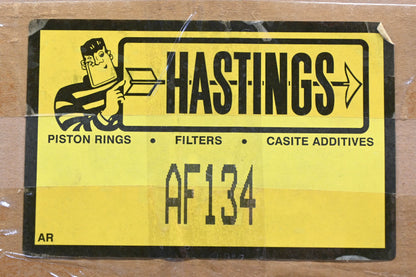 HASTINGS
PISTON RINGS • FILTERS • CASITE ADDITIVES
AF134
AR